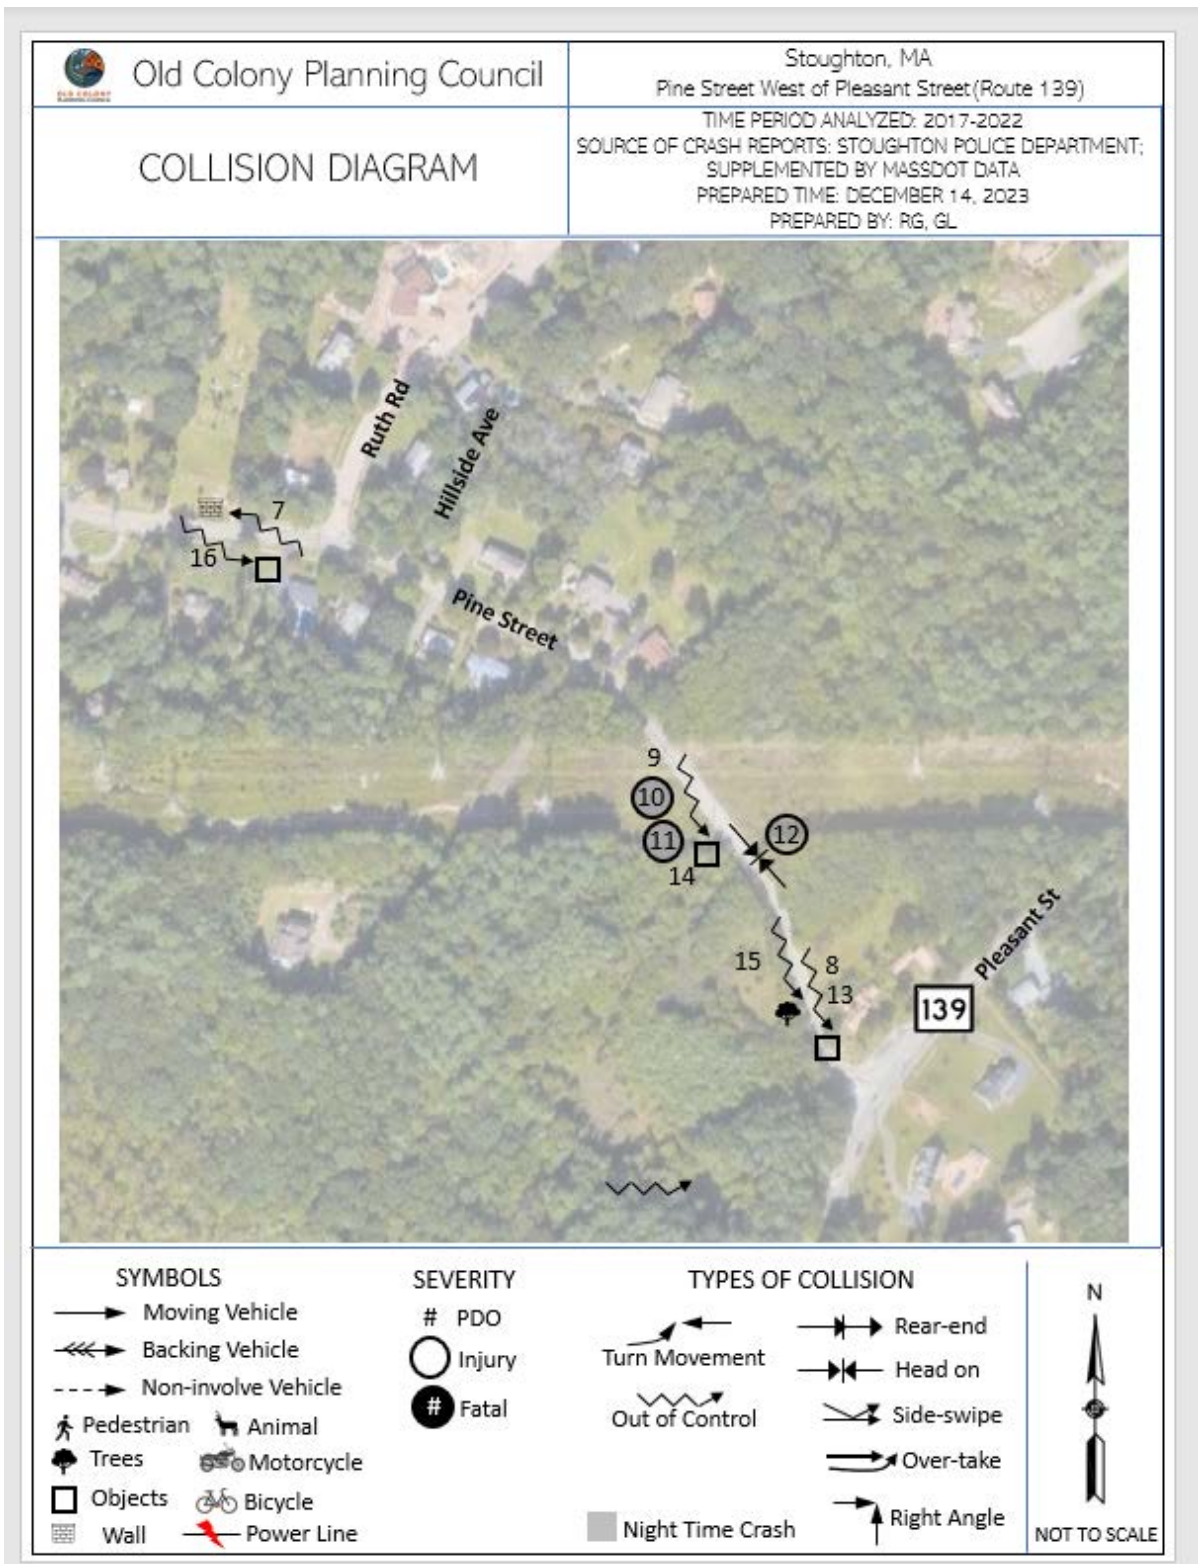 OLD COLONY
PLANNING COUNCIL
Old Colony Planning Council
Stoughton, MA
Pine Street West of Pleasant Street(Route 139)
COLLISION DIAGRAM
TIME PERIOD ANALYZED: 2017-2022
SOURCE OF CRASH REPORTS: STOUGHTON POLICE DEPARTMENT;
SUPPLEMENTED BY MASSDOT DATA
PREPARED TIME: DECEMBER 14, 2023
PREPARED BY: RG, GL
Ruth Rd
Hillside Ave
7
16
Pine Street
9
10
11
12
14
Pleasant St
15
8
13
139
SYMBOLS
Moving Vehicle
Backing Vehicle
Non-involve Vehicle
Pedestrian
Animal
Trees
Motorcycle
Objects
Bicycle
Wall
Power Line
SEVERITY
# PDO
Injury
# Fatal
Night Time Crash
TYPES OF COLLISION
Turn Movement
Rear-end
Head on
Out of Control
Side-swipe
Over-take
Right Angle
N
NOT TO SCALE